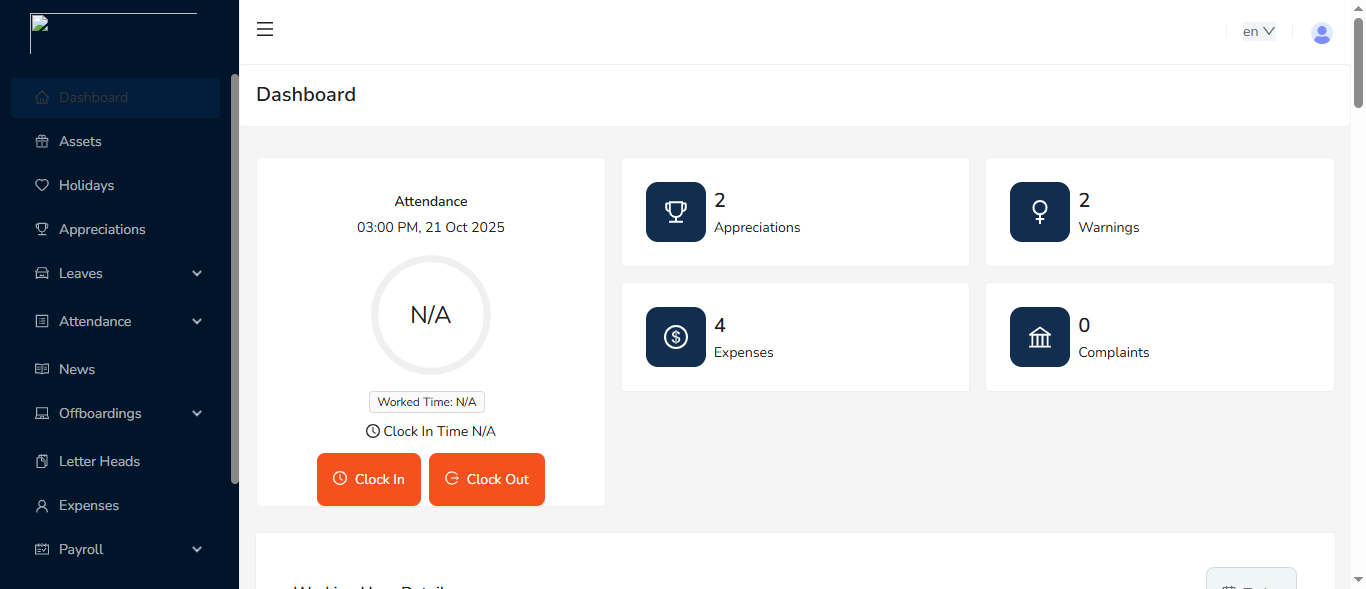 en
Dashboard
Assets
Holidays
Appreciations
Leaves
Attendance
News
Offboardings
Letter Heads
Expenses
Payroll
Dashboard
Attendance
03:00 PM, 21 Oct 2025
N/A
Worked Time: N/A
Clock In Time N/A
Clock In
Clock Out
2
Appreciations
2
Warnings
4
Expenses
0
Complaints